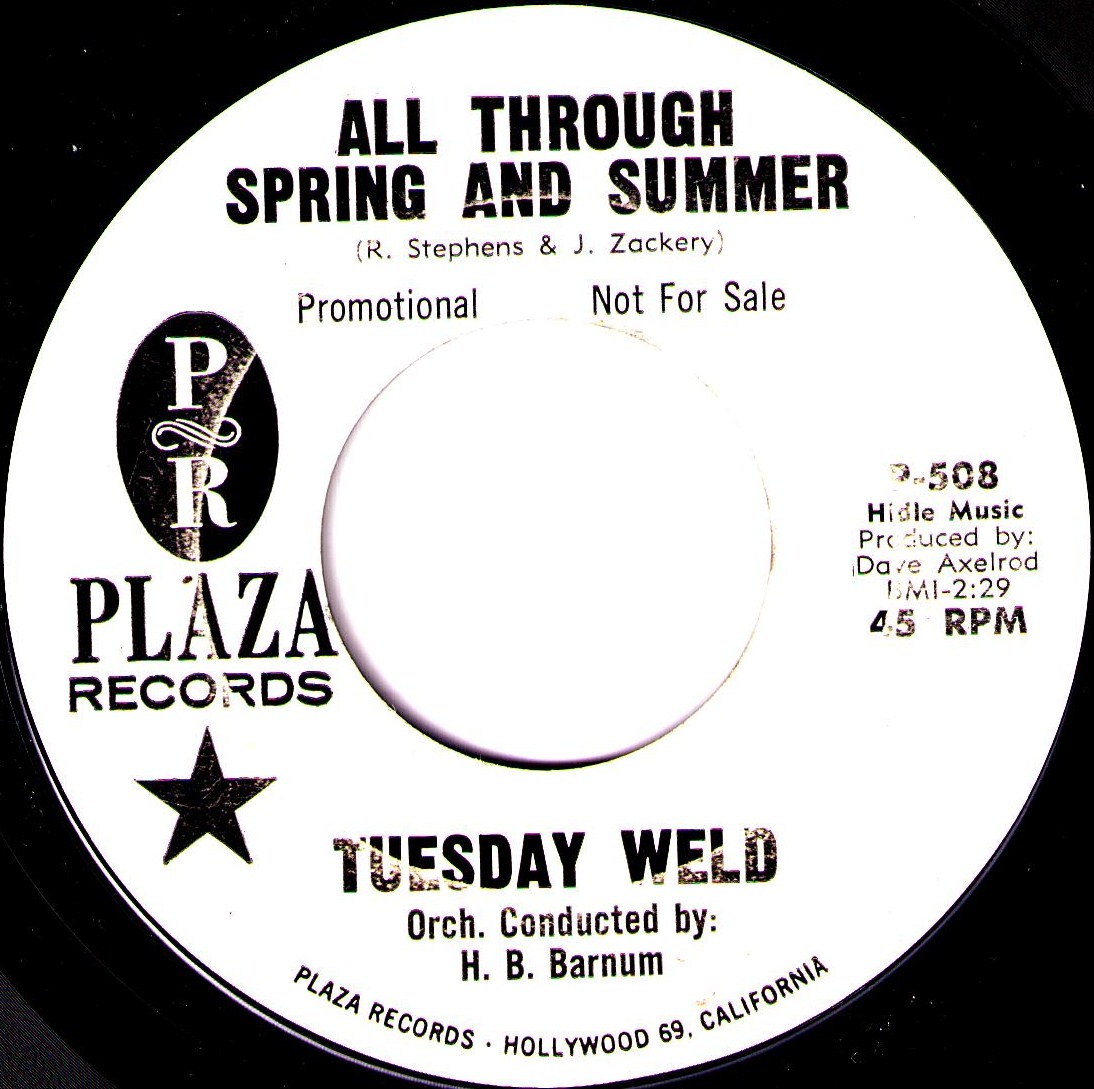 ALL THROUGH
SPRING AND SUMMER
(R. Stephens & J. Zackery)
Promotional Not For Sale
P
R
PLAZA
RECORDS
P-508
Hidle Music
Produced by:
Dave Axelrod
BMI-2:29
45 RPM
TUESDAY WELD
Orch. Conducted by:
H. B. Barnum
PLAZA RECORDS · HOLLYWOOD 69, CALIFORNIA